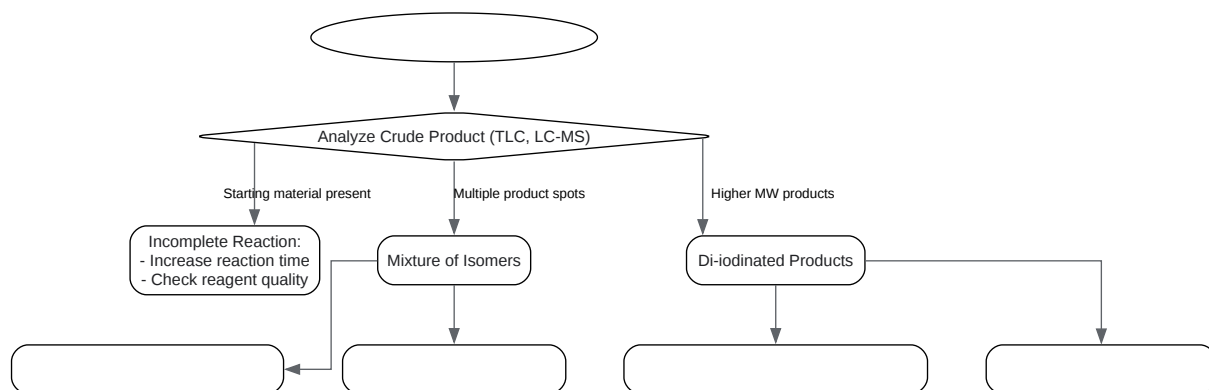 Analyze Crude Product (TLC, LC-MS)
Starting material present
Multiple product spots
Higher MW products
Incomplete Reaction:
- Increase reaction time
- Check reagent quality
Mixture of Isomers
Di-iodinated Products